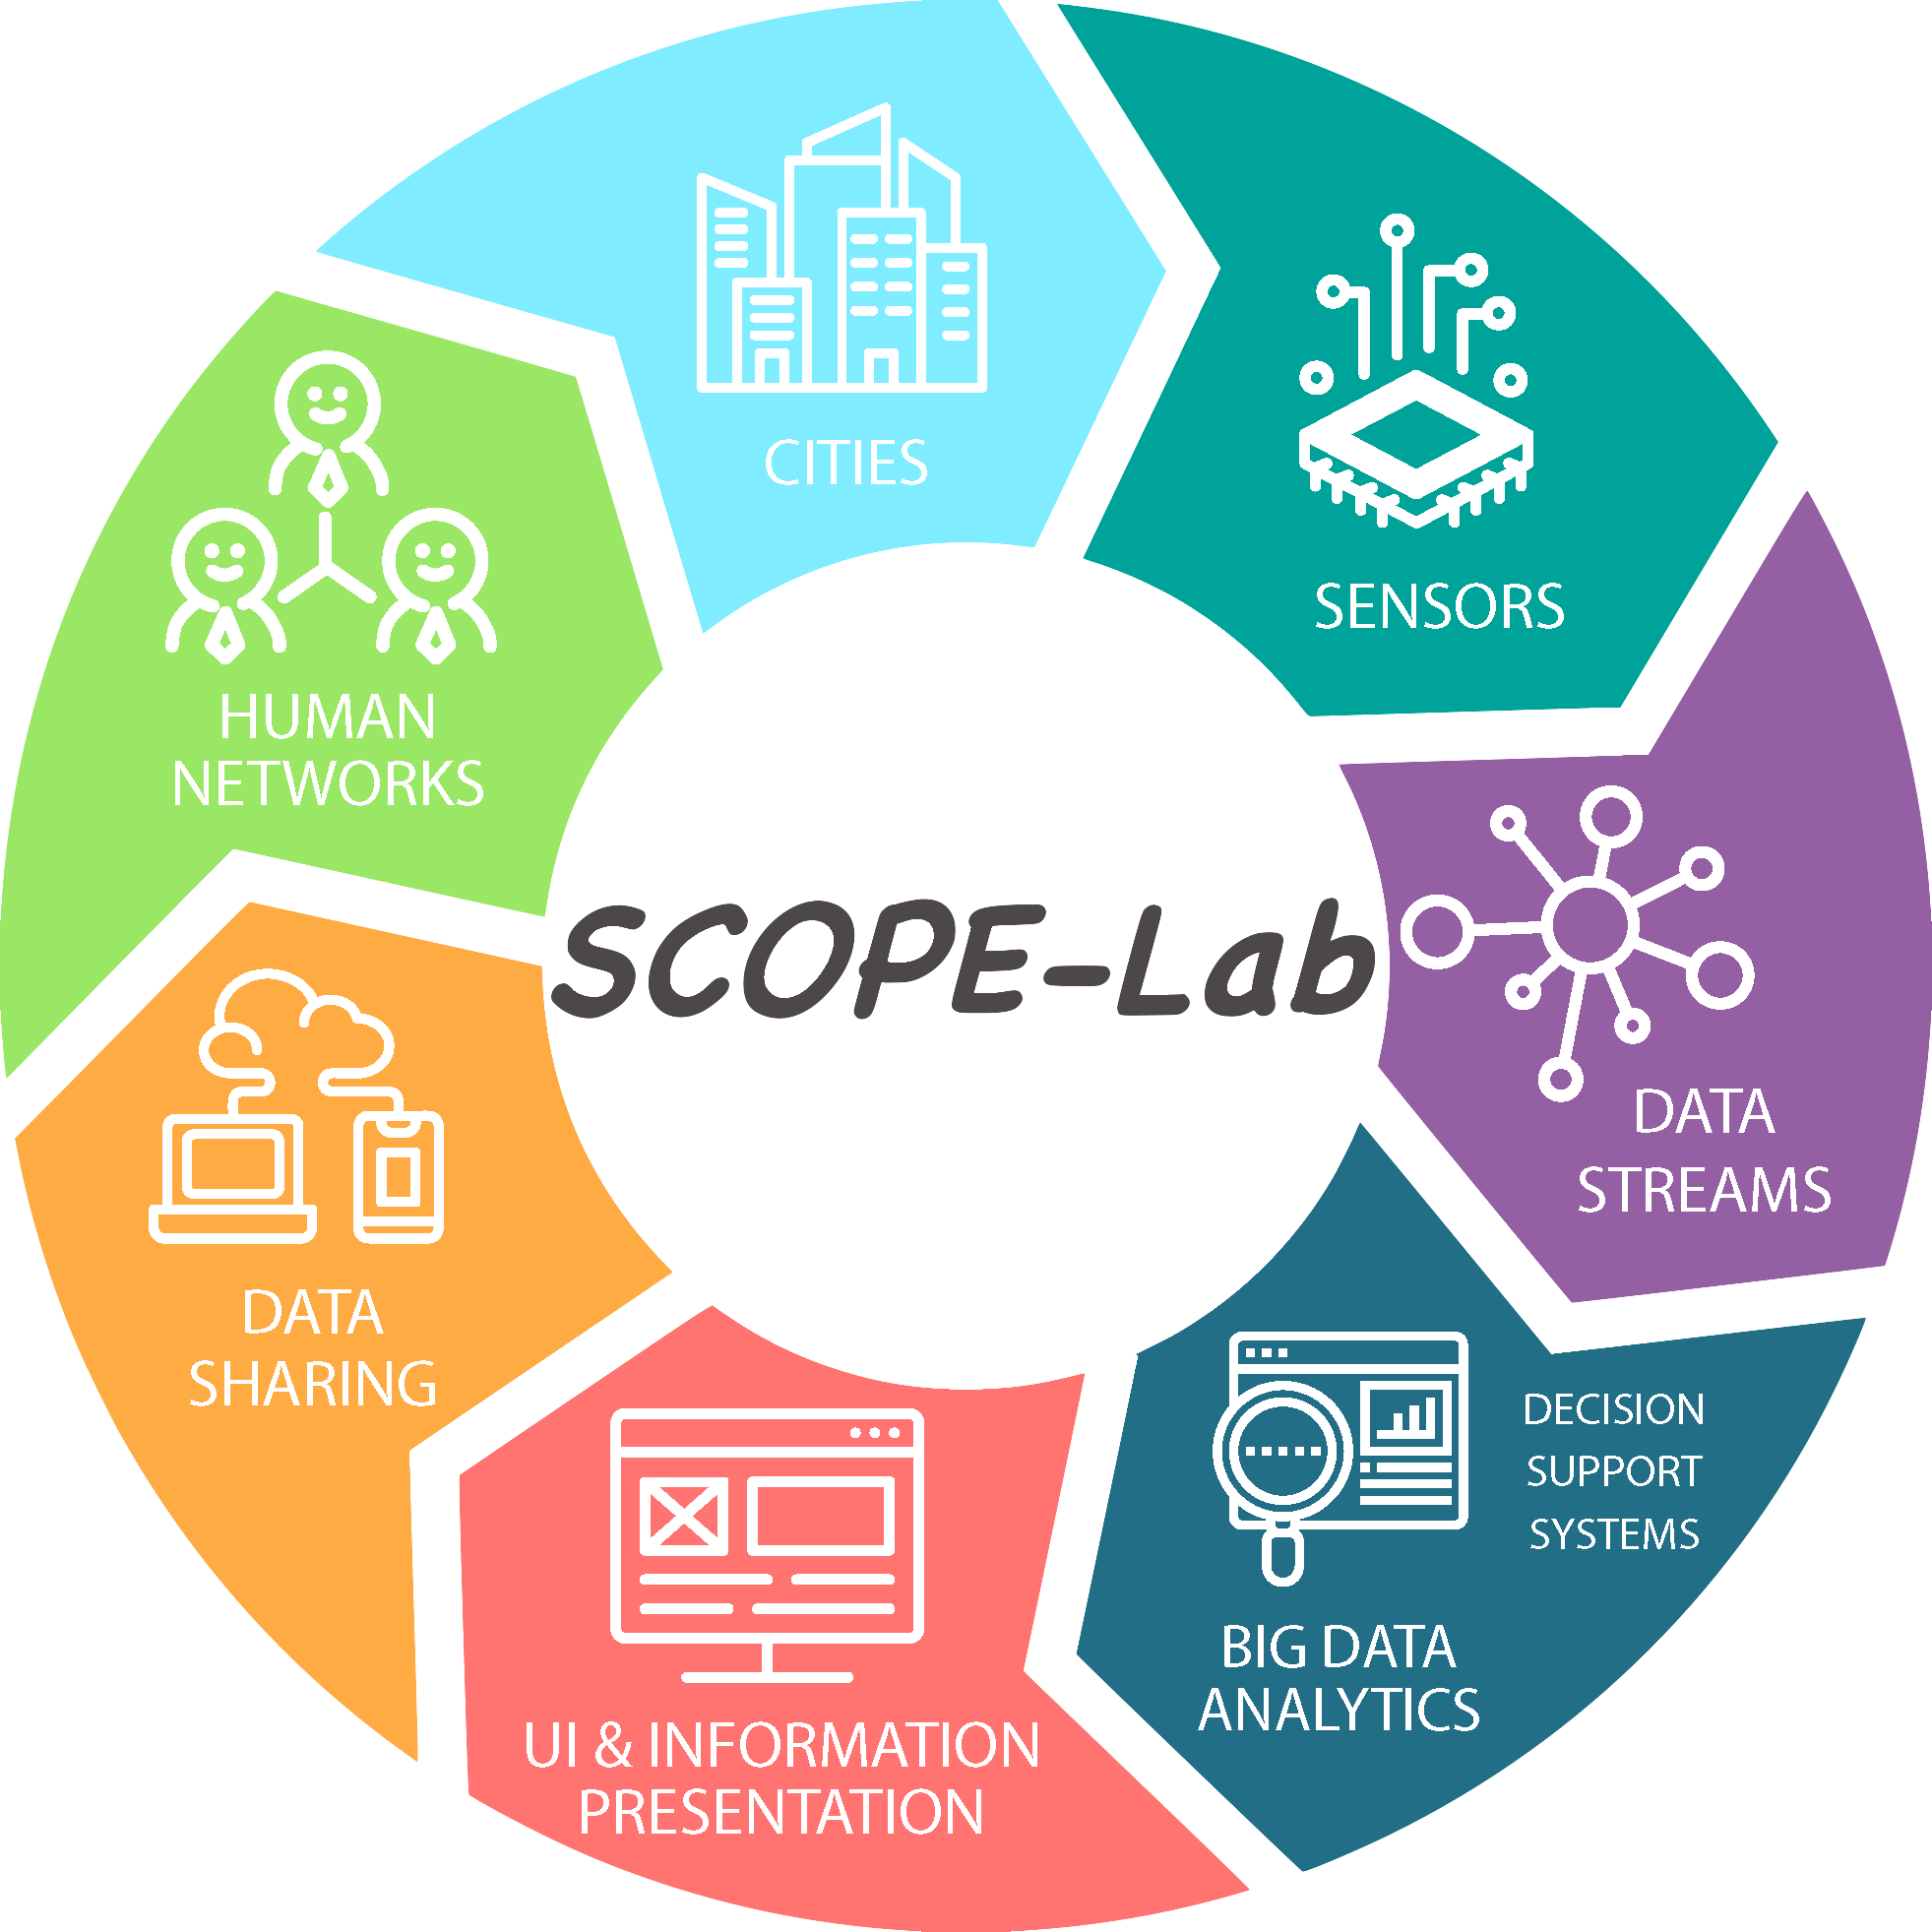 CITIES
SENSORS
DATA
STREAMS
DECISION
SUPPORT
SYSTEMS
BIG DATA
ANALYTICS
UI & INFORMATION
PRESENTATION
DATA
SHARING
HUMAN
NETWORKS
SCOPE-Lab